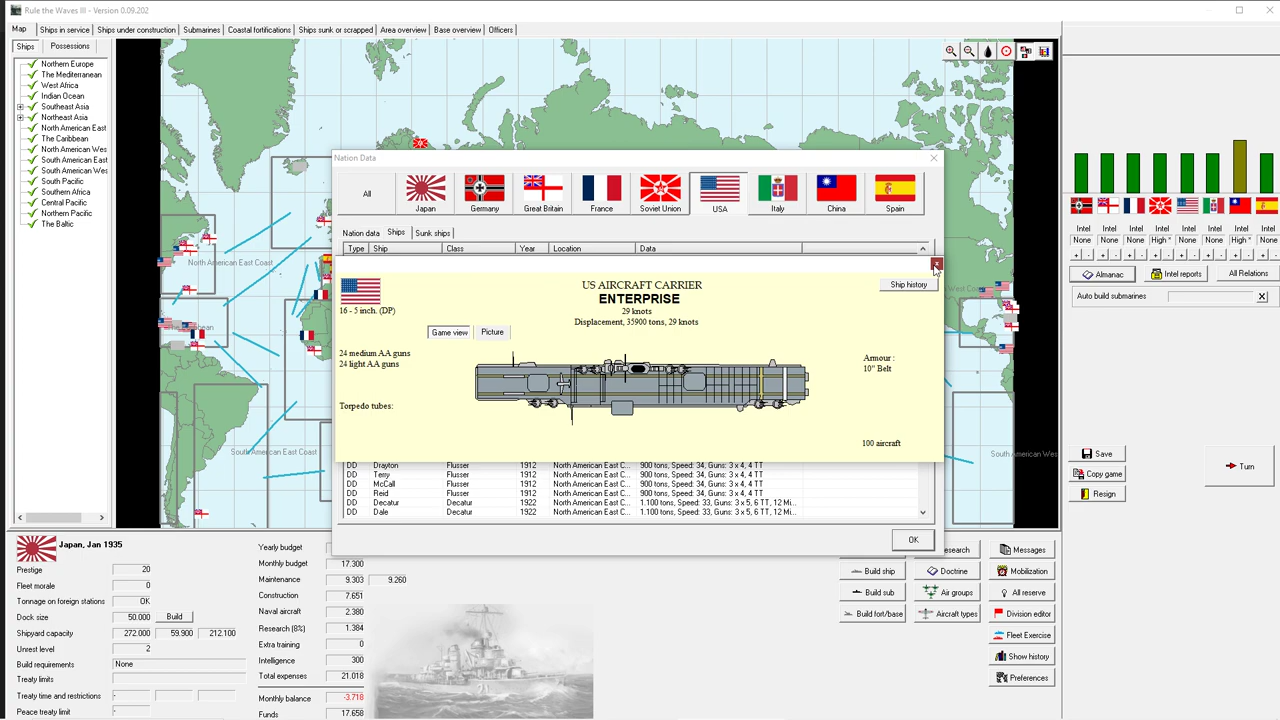 Rule the Waves III - Version 0.09.202
Map Ships in service Ships under construction Submarines Coastal fortifications Ships sunk or scrapped Area overview Base overview Officers
Ships Possessions
Northern Europe
The Mediterranean
West Africa
Indian Ocean
Southeast Asia
Northeast Asia
North American East
The Caribbean
North American Wes
South American East
South American Wes
South Pacific
Southern Africa
Central Pacific
Northern Pacific
The Baltic
North American East Coast
South American East Coast
South American Wes
Nation Data
All Japan Germany Great Britain France Soviet Union USA Italy China Spain
Nation data Ships Sunk ships
Type Ship Class Year Location Data
US AIRCRAFT CARRIER
ENTERPRISE
29 knots
Displacement, 35900 tons, 29 knots
Ship history
16 - 5 inch. (DP)
Game view Picture
24 medium AA guns
24 light AA guns
Armour :
10" Belt
Torpedo tubes:
100 aircraft
DD Drayton Flusser 1912 North American East C... 900 tons, Speed: 34, Guns: 3 x 4, 4 TT
DD Terry Flusser 1912 North American East C... 900 tons, Speed: 34, Guns: 3 x 4, 4 TT
DD McCall Flusser 1912 North American East C... 900 tons, Speed: 34, Guns: 3 x 4, 4 TT
DD Reid Flusser 1912 North American East C... 900 tons, Speed: 34, Guns: 3 x 4, 4 TT
DD Decatur Decatur 1922 North American East C... 1.100 tons, Speed: 33, Guns: 3 x 5, 6 TT, 12 Mi...
DD Dale Decatur 1922 North American East C... 1.100 tons, Speed: 33, Guns: 3 x 5, 6 TT, 12 Mi...
OK
Intel Intel Intel Intel Intel Intel Intel Intel
None None None High * None None High * None
Almanac Intel reports All Relations
Auto build submarines
Save
Copy game
Resign
Turn
Japan, Jan 1935
Prestige 20
Fleet morale 0
Tonnage on foreign stations OK
Dock size 50.000 Build
Shipyard capacity 272.000 59.900 212.100
Unrest level 2
Build requirements None
Treaty limits
Treaty time and restrictions
Peace treaty limit
Yearly budget
Monthly budget 17.300
Maintenance 9.303 9.260
Construction 7.651
Naval aircraft 2.380
Research (8%) 1.384
Extra training 0
Intelligence 300
Total expenses 21.018
Monthly balance -3.718
Funds 17.658
esearch Messages
Build ship Doctrine Mobilization
Build sub Air groups All reserve
Build fort/base Aircraft types Division editor
Fleet Exercise
Show history
Preferences